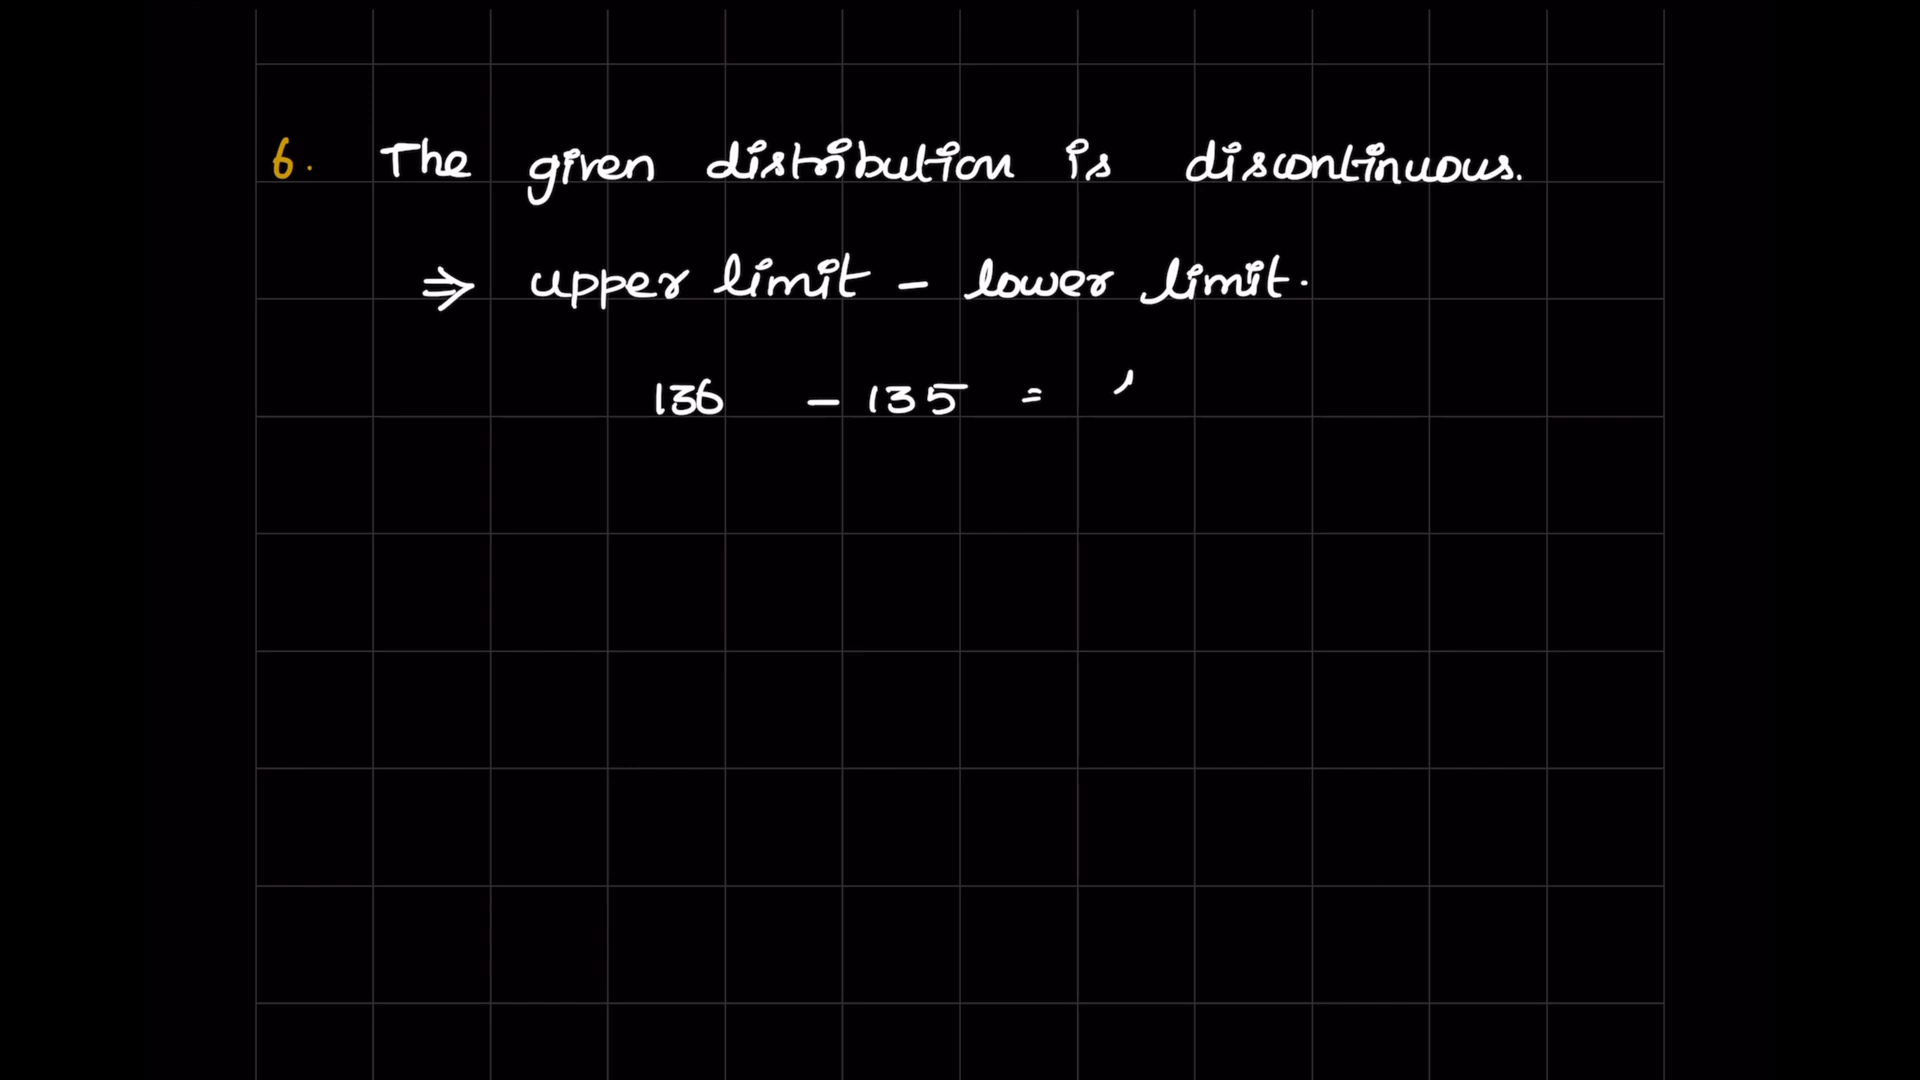 6. The given distribution is discontinuous.
⇒ upper limit - lower limit.
136 - 135 =